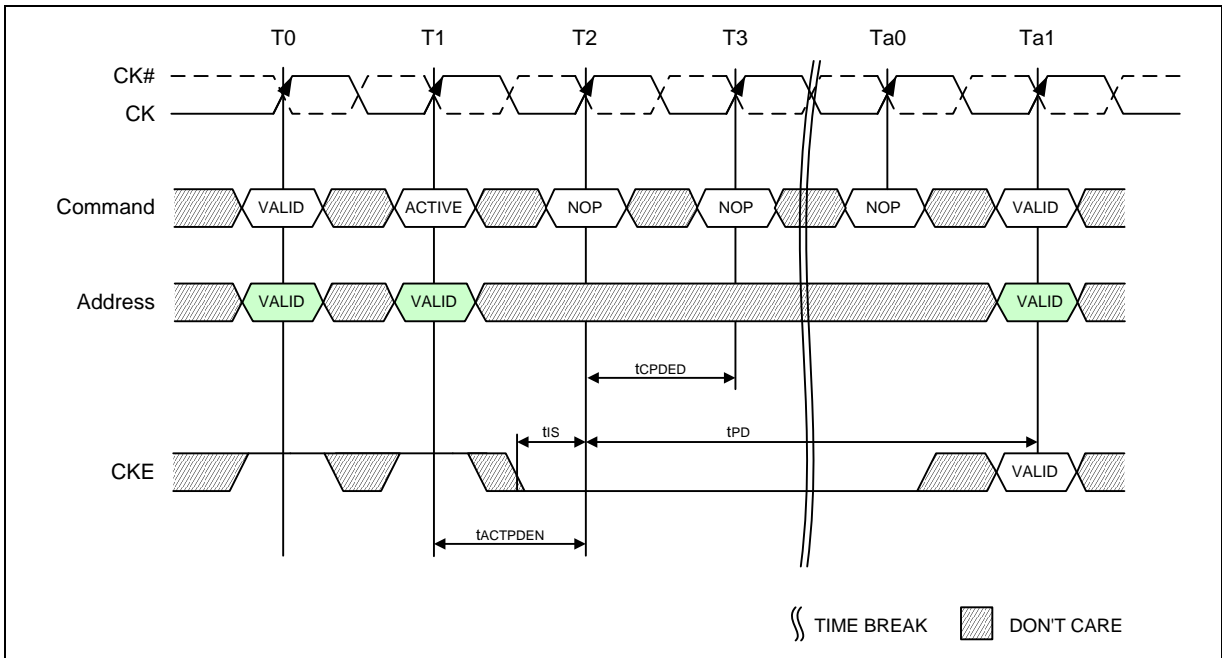 T0 T1 T2 T3 Ta0 Ta1
CK#
CK
Command VALID ACTIVE NOP NOP NOP VALID
Address VALID VALID VALID
tCPDED
tIS tPD
CKE VALID
tACTPDEN
TIME BREAK DON'T CARE